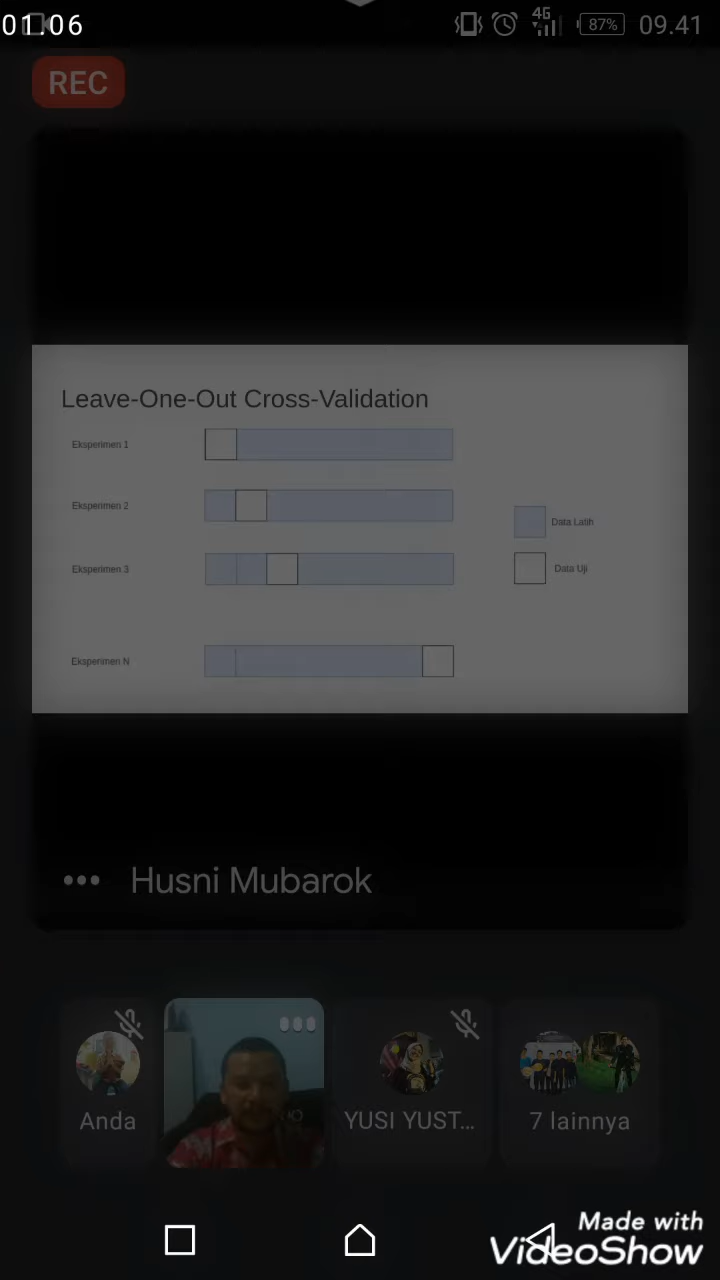 01.06
4G
87%
09.41
REC
Leave-One-Out Cross-Validation
Eksperimen 1
Eksperimen 2
Data Latih
Eksperimen 3
Data Uji
Eksperimen N
Husni Mubarok
Anda
YUSI YUST...
7 lainnya
Made with
VideoShow